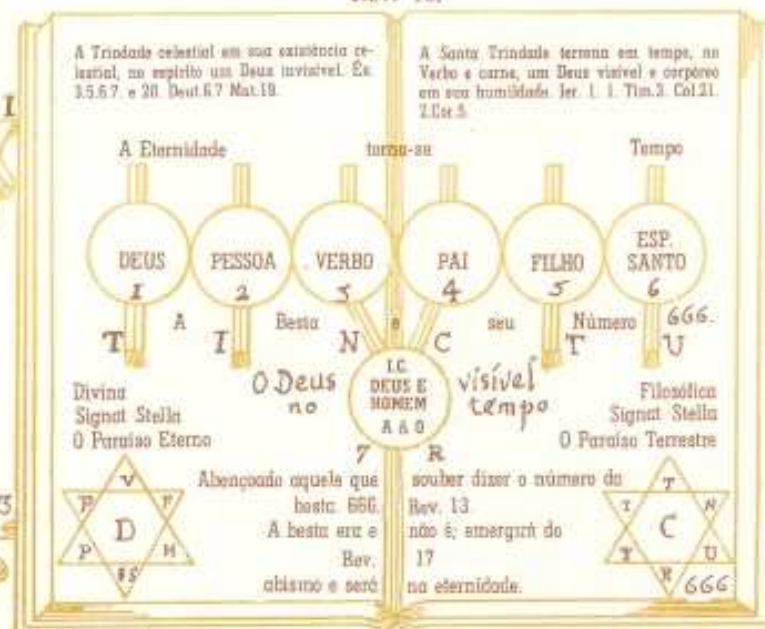 A Trindade celestial em sua existência ce-
lestial, no espírito um Deus invisível. Êx.
3.5.6.7. e 20. Deut.6.7 Mat.19.
A Santa Trindade terrena em tempo, no
Verbo e carne, um Deus visível e corpóreo
em sua humildade. Jer. 1. 1. Tim.3. Col.21.
2.Cor.5.
A Eternidade torna-se Tempo
DEUS 1
PESSOA 2
VERBO 3
PAI 4
FILHO 5
ESP. SANTO 6
A Besta e seu Número 666.
T I N C T U
I.C.
DEUS E
HOMEM
A & O
7 R
O Deus visível
no tempo
Divina
Signat Stella
O Paraíso Eterno
Filosófica
Signat Stella
O Paraíso Terrestre
Abençoado aquele que souber dizer o número da
besta. 666. Rev. 13.
A besta era e não é; emergirá do
Rev. 17
abismo e será na eternidade.
V
P F
D
P H
T
I N
C
T U
R 666